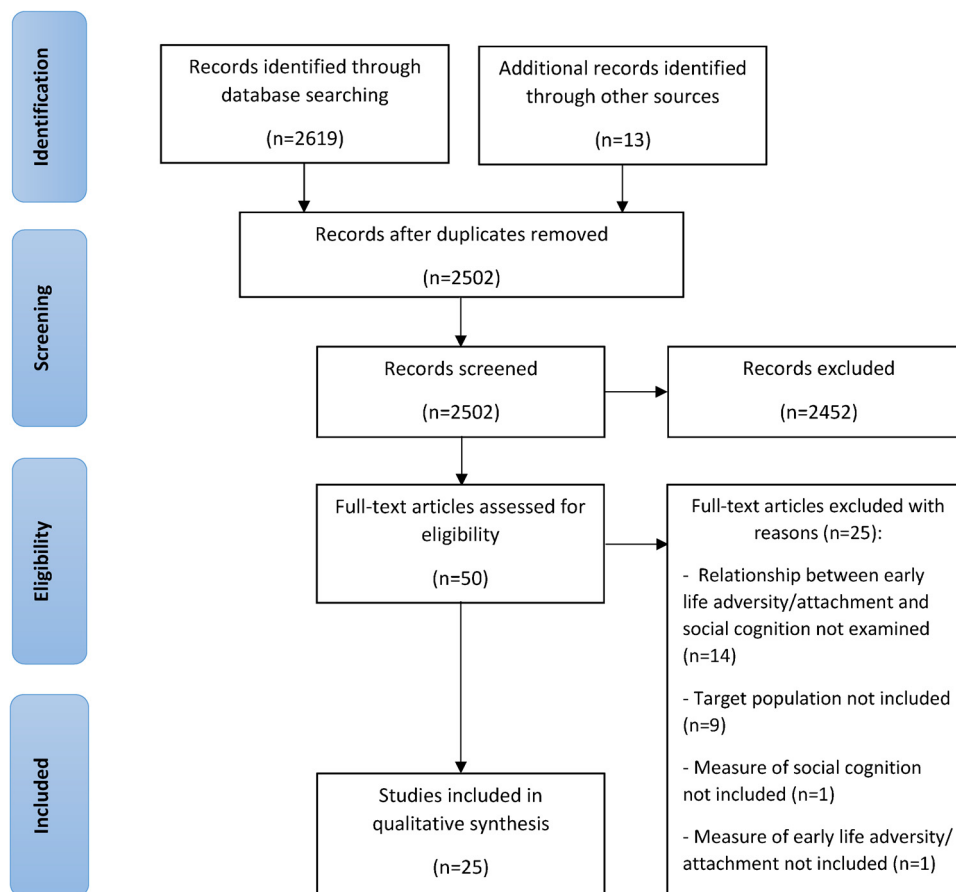 Identification
Records identified through
database searching
(n=2619)
Additional records identified
through other sources
(n=13)
Records after duplicates removed
(n=2502)
Screening
Records screened
(n=2502)
Records excluded
(n=2452)
Eligibility
Full-text articles assessed for
eligibility
(n=50)
Full-text articles excluded with
reasons (n=25):
- Relationship between early
life adversity/attachment and
social cognition not examined
(n=14)
- Target population not included
(n=9)
- Measure of social cognition
not included (n=1)
- Measure of early life adversity/
attachment not included (n=1)
Included
Studies included in
qualitative synthesis
(n=25)